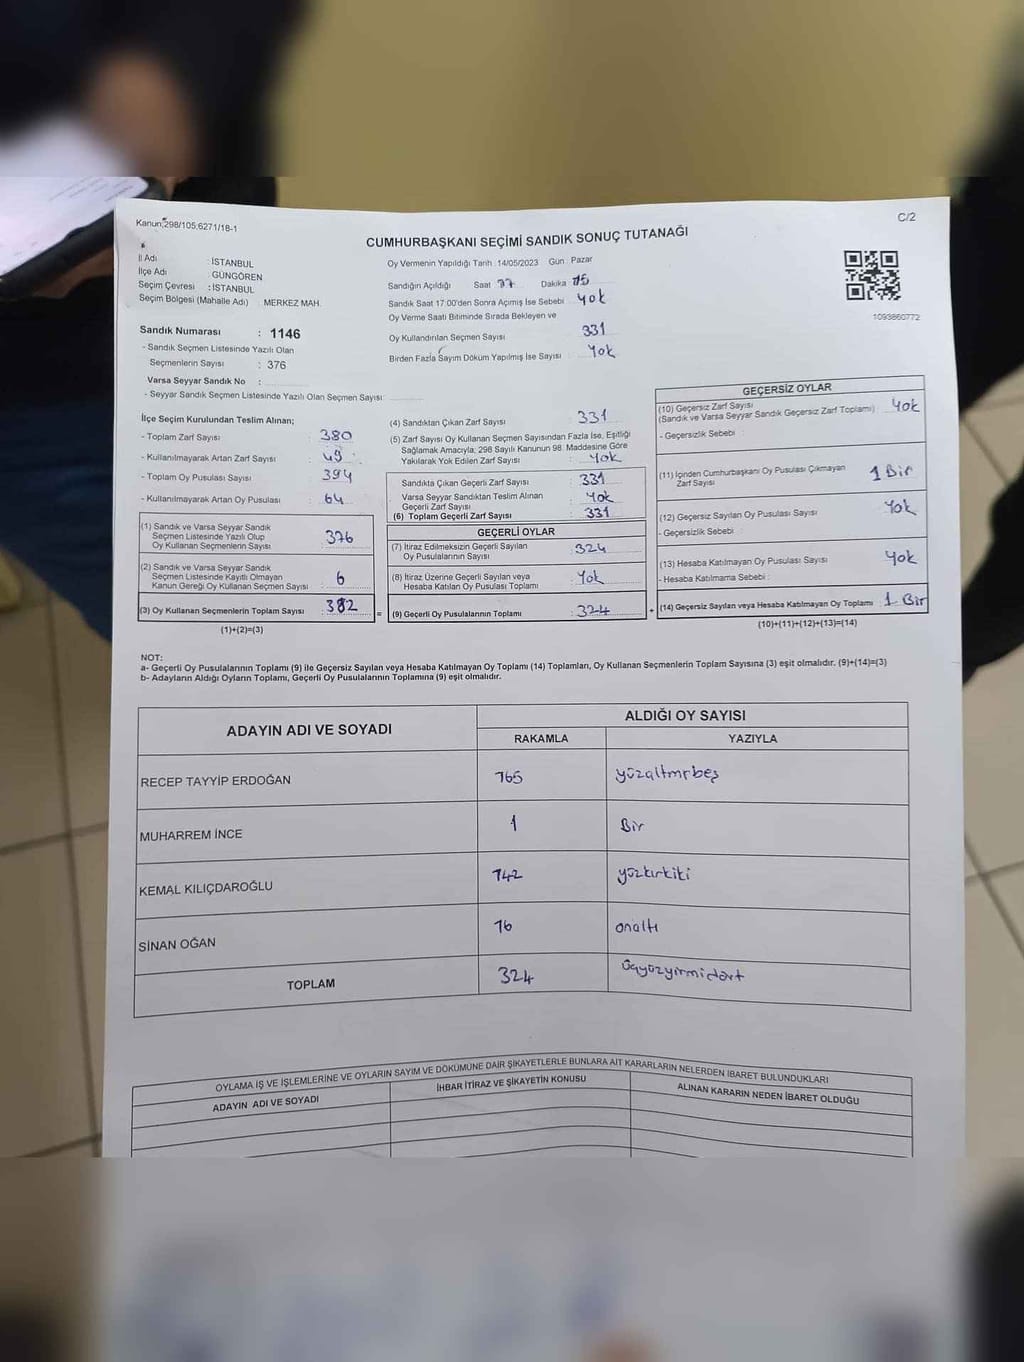 Kanun;298/105;6271/18-1
C/2
CUMHURBAŞKANI SEÇİMİ SANDIK SONUÇ TUTANAĞI
İl Adı : İSTANBUL
İlçe Adı : GÜNGÖREN
Seçim Çevresi : İSTANBUL
Seçim Bölgesi (Mahalle Adı) : MERKEZ MAH.
Sandık Numarası : 1146
- Sandık Seçmen Listesinde Yazılı Olan
Seçmenlerin Sayısı : 376
Varsa Seyyar Sandık No :
- Seyyar Sandık Seçmen Listesinde Yazılı Olan Seçmen Sayısı:
Oy Vermenin Yapıldığı Tarih :14/05/2023 Gün : Pazar
Sandığın Açıldığı Saat 17 Dakika 15
Sandık Saat 17:00'den Sonra Açımış İse Sebebi : Yok
Oy Verme Saati Bitiminde Sırada Bekleyen ve
Oy Kullandırılan Seçmen Sayısı : 331
Birden Fazla Sayım Döküm Yapılmış İse Sayısı : Yok
1093860772
İlçe Seçim Kurulundan Teslim Alınan;
- Toplam Zarf Sayısı : 380
- Kullanılmayarak Artan Zarf Sayısı : 49
- Toplam Oy Pusulası Sayısı : 394
- Kullanılmayarak Artan Oy Pusulası : 64
(1) Sandık ve Varsa Seyyar Sandık
Seçmen Listesinde Yazılı Olup
Oy Kullanan Seçmenlerin Sayısı : 376
(2) Sandık ve Varsa Seyyar Sandık
Seçmen Listesinde Kayıtlı Olmayan
Kanun Gereği Oy Kullanan Seçmen Sayısı : 6
(3) Oy Kullanan Seçmenlerin Toplam Sayısı : 382 =
(1)+(2)=(3)
(4) Sandıktan Çıkan Zarf Sayısı : 331
(5) Zarf Sayısı Oy Kullanan Seçmen Sayısından Fazla İse, Eşitliği
Sağlamak Amacıyla; 298 Sayılı Kanunun 98. Maddesine Göre
Yakılarak Yok Edilen Zarf Sayısı : Yok
Sandıkta Çıkan Geçerli Zarf Sayısı : 331
Varsa Seyyar Sandıktan Teslim Alınan
Geçerli Zarf Sayısı : Yok
(6) Toplam Geçerli Zarf Sayısı : 331
GEÇERLİ OYLAR
(7) İtiraz Edilmeksizin Geçerli Sayılan
Oy Pusulalarının Sayısı : 324
(8) İtiraz Üzerine Geçerli Sayılan veya
Hesaba Katılan Oy Pusulaları Toplamı : Yok
(9) Geçerli Oy Pusulalarının Toplamı : 324 +
GEÇERSİZ OYLAR
(10) Geçersiz Zarf Sayısı
(Sandık ve Varsa Seyyar Sandık Geçersiz Zarf Toplamı) : Yok
- Geçersizlik Sebebi :
(11) İçinden Cumhurbaşkanı Oy Pusulası Çıkmayan
Zarf Sayısı : 1 Bir
(12) Geçersiz Sayılan Oy Pusulası Sayısı : Yok
- Geçersizlik Sebebi :
(13) Hesaba Katılmayan Oy Pusulası Sayısı : Yok
- Hesaba Katılmama Sebebi :
(14) Geçersiz Sayılan veya Hesaba Katılmayan Oy Toplamı : 1 Bir
(10)+(11)+(12)+(13)=(14)
NOT:
a- Geçerli Oy Pusulalarının Toplamı (9) ile Geçersiz Sayılan veya Hesaba Katılmayan Oy Toplamı (14) Toplamları, Oy Kullanan Seçmenlerin Toplam Sayısına (3) eşit olmalıdır. (9)+(14)=(3)
b- Adayların Aldığı Oyların Toplamı, Geçerli Oy Pusulalarının Toplamına (9) eşit olmalıdır.
ADAYIN ADI VE SOYADI
ALDIĞI OY SAYISI
RAKAMLA YAZIYLA
RECEP TAYYİP ERDOĞAN 165 yüzaltmrbeş
MUHARREM İNCE 1 Bir
KEMAL KILIÇDAROĞLU 142 yüzkırkiki
SİNAN OĞAN 16 onaltı
TOPLAM 324 Üçyüzyirmidört
OYLAMA İŞ VE İŞLEMLERİNE VE OYLARIN SAYIM VE DÖKÜMÜNE DAİR ŞİKAYETLERLE BUNLARA AİT KARARLARIN NELERDEN İBARET BULUNDUKLARI
ADAYIN ADI VE SOYADI
İHBAR İTİRAZ VE ŞİKAYETİN KONUSU
ALINAN KARARIN NEDEN İBARET OLDUĞU